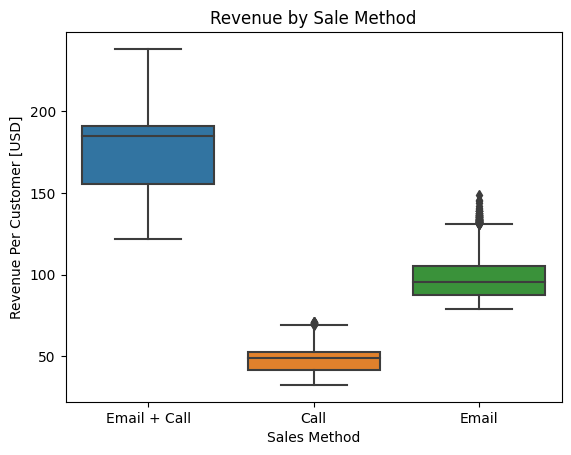 Revenue by Sale Method
Revenue Per Customer [USD]
200
150
100
50
Email + Call
Call
Email
Sales Method